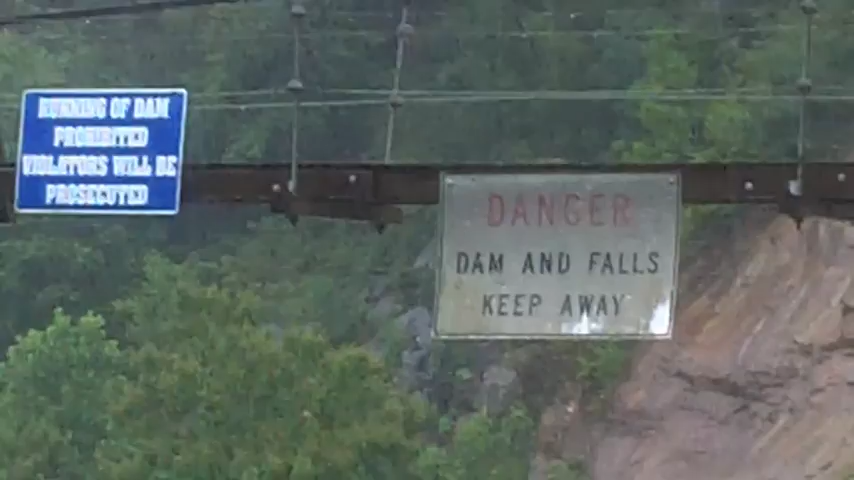 RUNNING OF DAM
PROHIBITED
VIOLATORS WILL BE
PROSECUTED
DANGER
DAM AND FALLS
KEEP AWAY